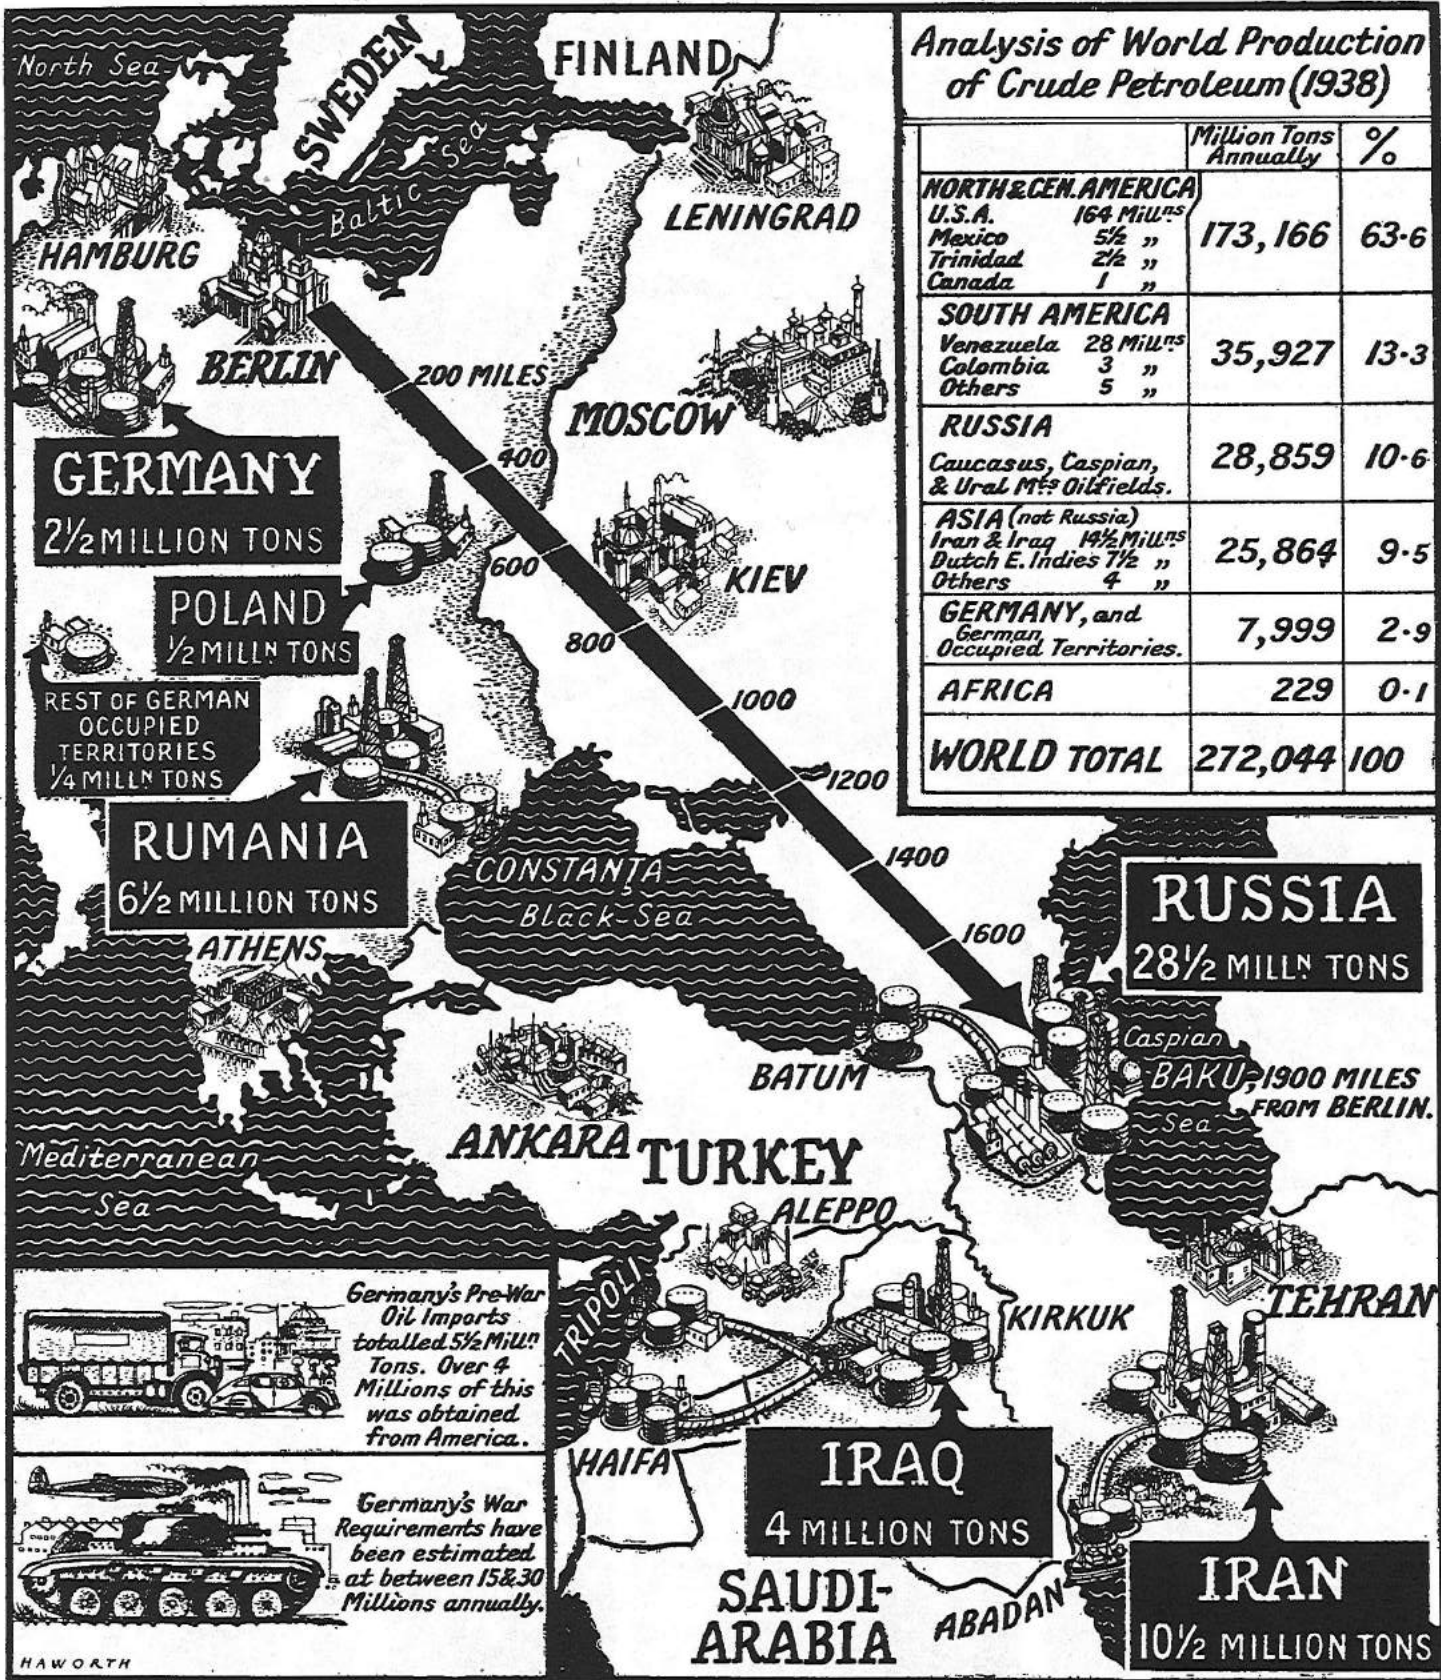 North Sea
SWEDEN
FINLAND
Baltic Sea
HAMBURG
LENINGRAD
BERLIN
200 MILES
MOSCOW
GERMANY
2½ MILLION TONS
400
600
KIEV
POLAND
½ MILLN TONS
800
REST OF GERMAN
OCCUPIED
TERRITORIES
¼ MILLN TONS
1000
1200
RUMANIA
6½ MILLION TONS
CONSTANȚA
Black Sea
1400
1600
ATHENS
RUSSIA
28½ MILLN TONS
Caspian
Sea
BATUM
BAKU, 1900 MILES
FROM BERLIN.
ANKARA
TURKEY
Mediterranean
Sea
ALEPPO
TRIPOLI
KIRKUK
TEHRAN
HAIFA
IRAQ
4 MILLION TONS
SAUDI-
ARABIA
ABADAN
IRAN
10½ MILLION TONS
Analysis of World Production
of Crude Petroleum (1938)
Million Tons Annually %
NORTH & CEN. AMERICA 173,166 63·6
U.S.A. 164 Millns
Mexico 5½ „
Trinidad 2½ „
Canada 1 „
SOUTH AMERICA 35,927 13·3
Venezuela 28 Millns
Colombia 3 „
Others 5 „
RUSSIA 28,859 10·6
Caucasus, Caspian,
& Ural Mts Oilfields.
ASIA (not Russia) 25,864 9·5
Iran & Iraq 14½ Millns
Dutch E. Indies 7½ „
Others 4 „
GERMANY, and 7,999 2·9
German
Occupied Territories.
AFRICA 229 0·1
WORLD TOTAL 272,044 100
Germany's Pre-War
Oil Imports
totalled 5½ Milln
Tons. Over 4
Millions of this
was obtained
from America.
Germany's War
Requirements have
been estimated
at between 15 & 30
Millions annually.
HAWORTH